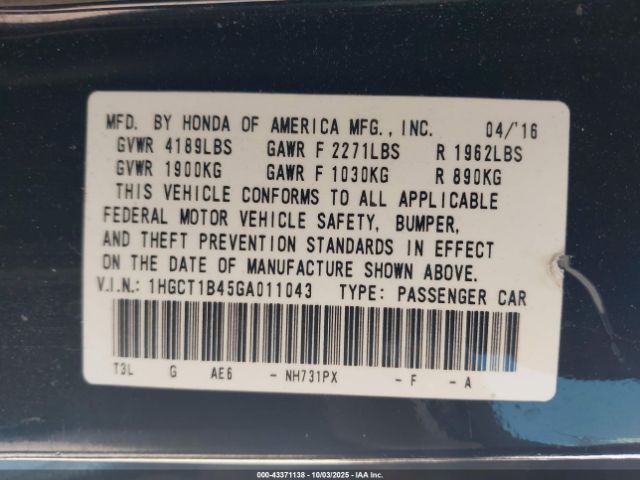 MFD. BY HONDA OF AMERICA MFG., INC. 04/'16
GVWR 4189LBS GAWR F 2271LBS R 1962LBS
GVWR 1900KG GAWR F 1030KG R 890KG
THIS VEHICLE CONFORMS TO ALL APPLICABLE
FEDERAL MOTOR VEHICLE SAFETY, BUMPER,
AND THEFT PREVENTION STANDARDS IN EFFECT
ON THE DATE OF MANUFACTURE SHOWN ABOVE.
V.I.N.: 1HGCT1B45GA011043 TYPE: PASSENGER CAR
T3L G AE6 - NH731PX - F - A
000-43371138 - 10/03/2025 - IAA Inc.